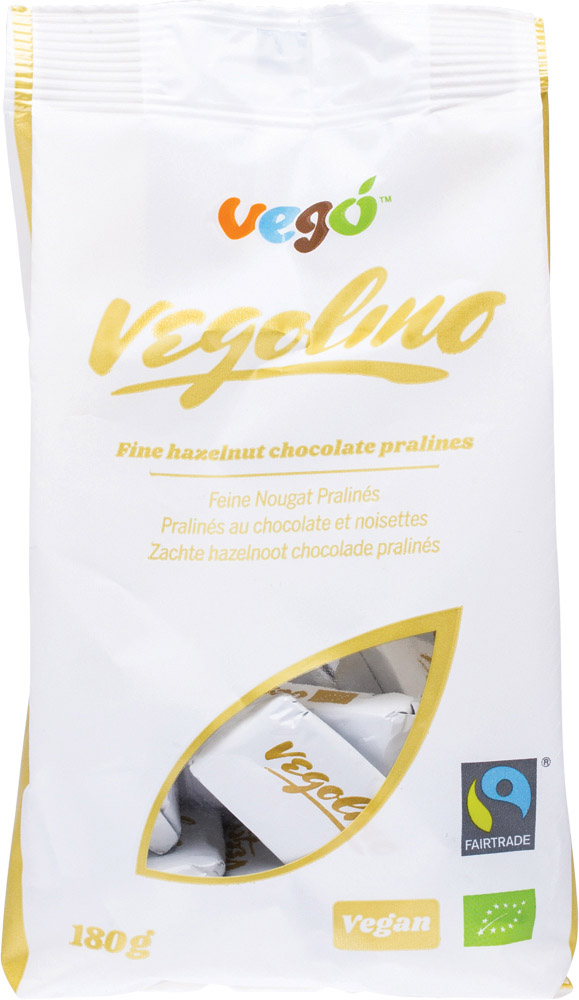 vegó™
Vegolino
Fine hazelnut chocolate pralines
Feine Nougat Pralinés
Pralinés au chocolate et noisettes
Zachte hazelnoot chocolade pralinés
Vegolin
FAIRTRADE
®
Vegan
180g